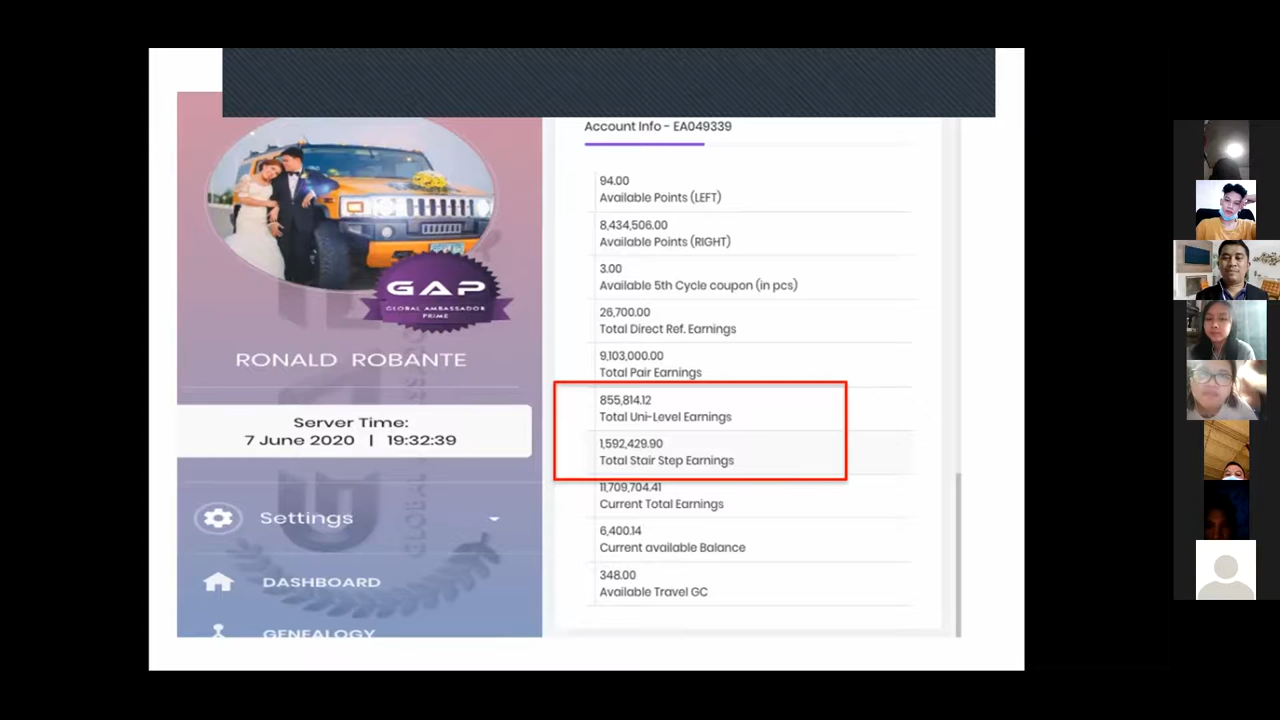 GAP
GLOBAL AMBASSADOR
PRIME
RONALD ROBANTE
Server Time:
7 June 2020 | 19:32:39
Settings
DASHBOARD
GENEALOGY
Account Info - EA049339
94.00
Available Points (LEFT)
8,434,506.00
Available Points (RIGHT)
3.00
Available 5th Cycle coupon (in pcs)
26,700.00
Total Direct Ref. Earnings
9,103,000.00
Total Pair Earnings
855,814.12
Total Uni-Level Earnings
1,592,429.90
Total Stair Step Earnings
11,709,704.41
Current Total Earnings
6,400.14
Current available Balance
348.00
Available Travel GC